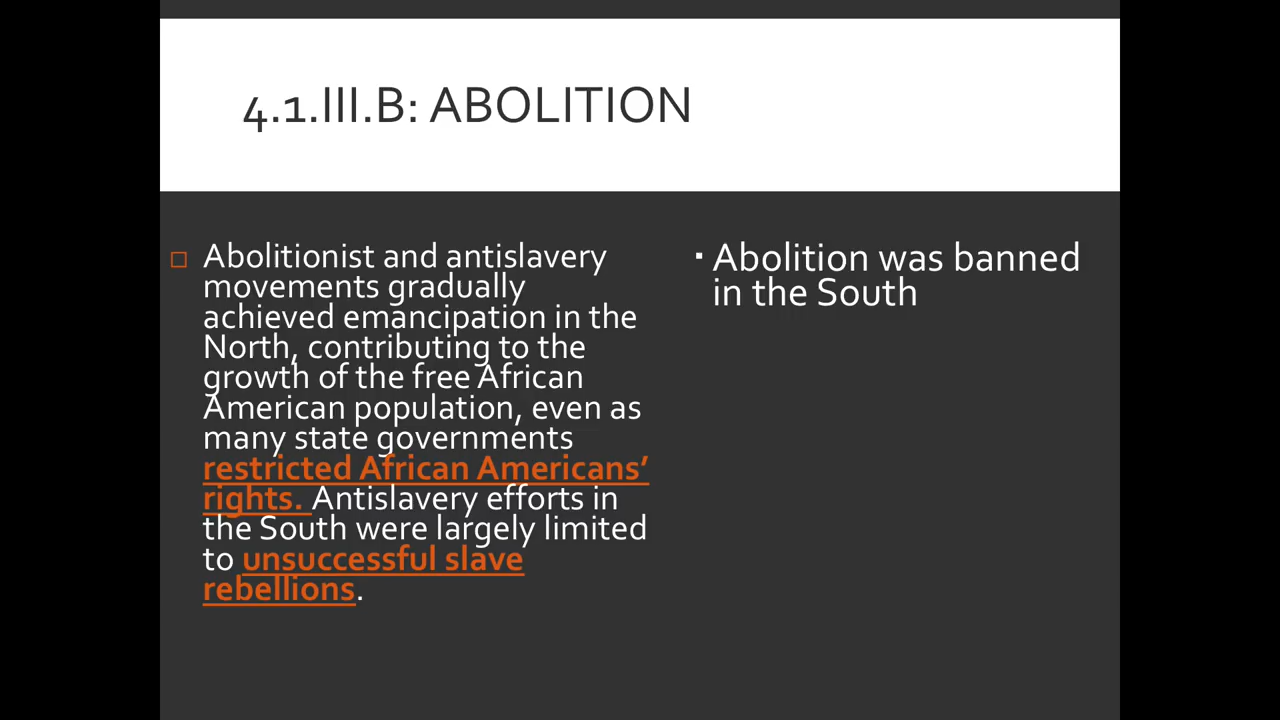 4.1.III.B: ABOLITION
Abolitionist and antislavery
movements gradually
achieved emancipation in the
North, contributing to the
growth of the free African
American population, even as
many state governments
restricted African Americans’
rights. Antislavery efforts in
the South were largely limited
to unsuccessful slave
rebellions.
Abolition was banned
in the South